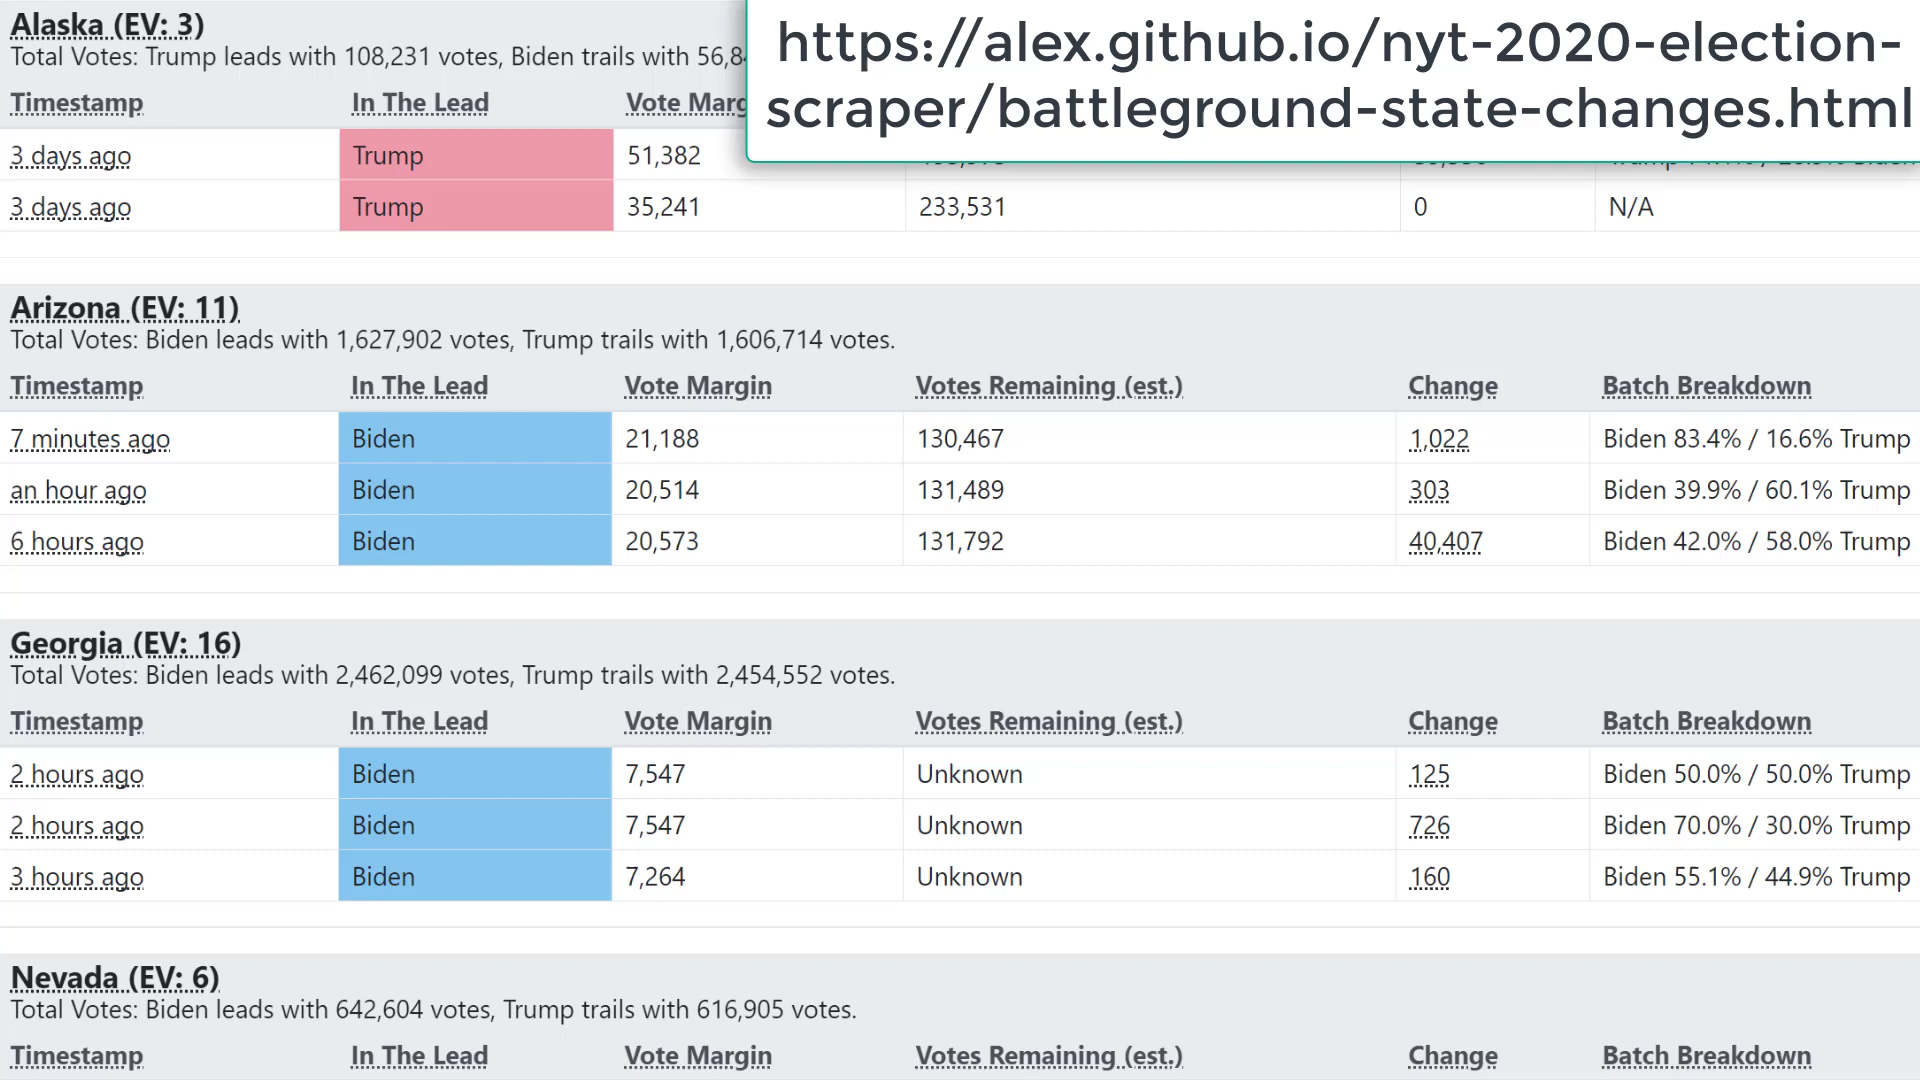 Alaska (EV: 3)
https://alex.github.io/nyt-2020-election-
scraper/battleground-state-changes.html
Total Votes: Trump leads with 108,231 votes, Biden trails with
Timestamp In The Lead Vote
3 days ago Trump 51,382
3 days ago Trump 35,241 233,531 0 N/A
Arizona (EV: 11)
Total Votes: Biden leads with 1,627,902 votes, Trump trails with 1,606,714 votes.
Timestamp In The Lead Vote Margin Votes Remaining (est.) Change Batch Breakdown
7 minutes ago Biden 21,188 130,467 1,022 Biden 83.4% / 16.6% Trump
an hour ago Biden 20,514 131,489 303 Biden 39.9% / 60.1% Trump
6 hours ago Biden 20,573 131,792 40,407 Biden 42.0% / 58.0% Trump
Georgia (EV: 16)
Total Votes: Biden leads with 2,462,099 votes, Trump trails with 2,454,552 votes.
Timestamp In The Lead Vote Margin Votes Remaining (est.) Change Batch Breakdown
2 hours ago Biden 7,547 Unknown 125 Biden 50.0% / 50.0% Trump
2 hours ago Biden 7,547 Unknown 726 Biden 70.0% / 30.0% Trump
3 hours ago Biden 7,264 Unknown 160 Biden 55.1% / 44.9% Trump
Nevada (EV: 6)
Total Votes: Biden leads with 642,604 votes, Trump trails with 616,905 votes.
Timestamp In The Lead Vote Margin Votes Remaining (est.) Change Batch Breakdown